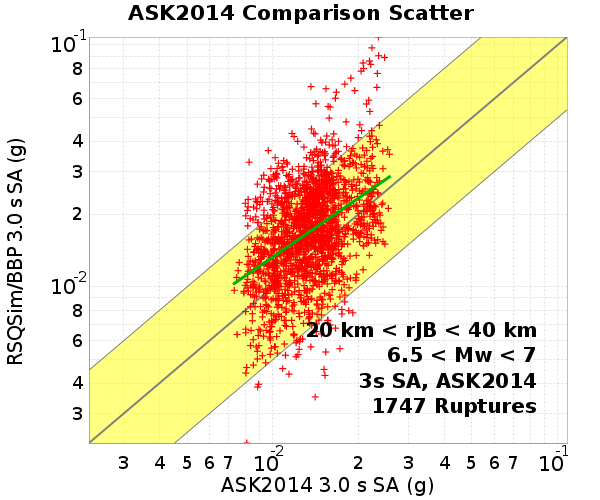 ASK2014 Comparison Scatter
RSQSim/BBP 3.0 s SA (g)
10-1
8
6
4
3
2
10-2
8
6
4
3
20 km < rJB < 40 km
6.5 < Mw < 7
3s SA, ASK2014
1747 Ruptures
3 4 5 6 7 10-2 2 3 4 5 6 7 10-1
ASK2014 3.0 s SA (g)